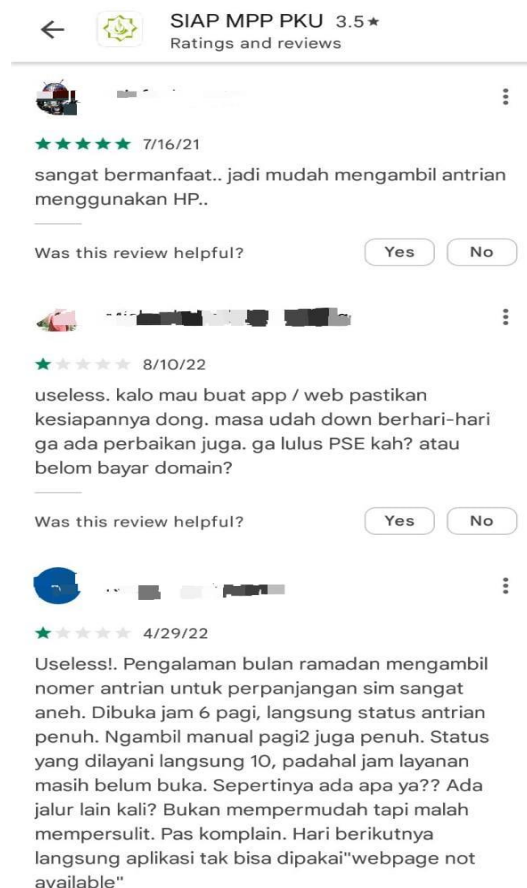 SIAP MPP PKU 3.5★
Ratings and reviews
7/16/21
sangat bermanfaat.. jadi mudah mengambil antrian
menggunakan HP..
Was this review helpful? Yes No
8/10/22
useless. kalo mau buat app / web pastikan
kesiapannya dong. masa udah down berhari-hari
ga ada perbaikan juga. ga lulus PSE kah? atau
belom bayar domain?
Was this review helpful? Yes No
4/29/22
Useless!. Pengalaman bulan ramadan mengambil
nomer antrian untuk perpanjangan sim sangat
aneh. Dibuka jam 6 pagi, langsung status antrian
penuh. Ngambil manual pagi2 juga penuh. Status
yang dilayani langsung 10, padahal jam layanan
masih belum buka. Sepertinya ada apa ya?? Ada
jalur lain kali? Bukan mempermudah tapi malah
mempersulit. Pas komplain. Hari berikutnya
langsung aplikasi tak bisa dipakai"webpage not
available"